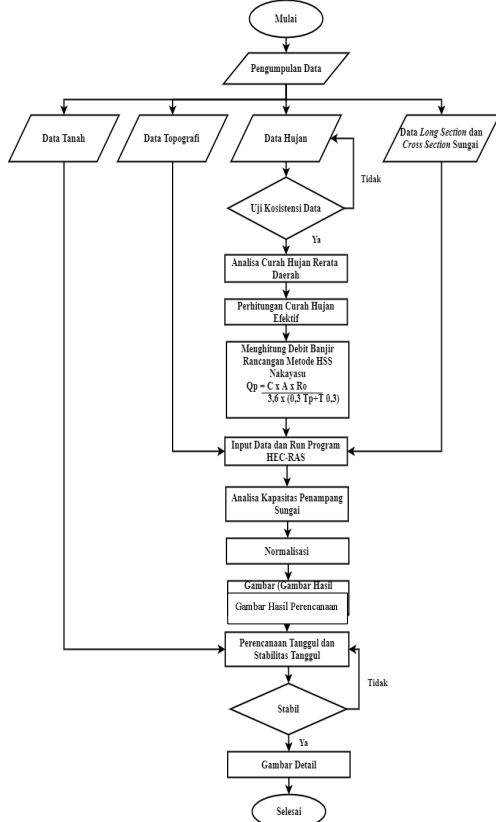 Mulai
Pengumpulan Data
Data Tanah
Data Topografi
Data Hujan
Data Long Section dan
Cross Section Sungai
Tidak
Uji Kosistensi Data
Ya
Analisa Curah Hujan Rerata
Daerah
Perhitungan Curah Hujan
Efektif
Menghitung Debit Banjir
Rancangan Metode HSS
Nakayasu
Qp = C x A x Ro
3,6 x (0,3 Tp+T 0,3)
Input Data dan Run Program
HEC-RAS
Analisa Kapasitas Penampang
Sungai
Normalisasi
Gambar (Gambar Hasil
Gambar Hasil Perencanaan
Perencanaan Tanggul dan
Stabilitas Tanggul
Tidak
Stabil
Ya
Gambar Detail
Selesai